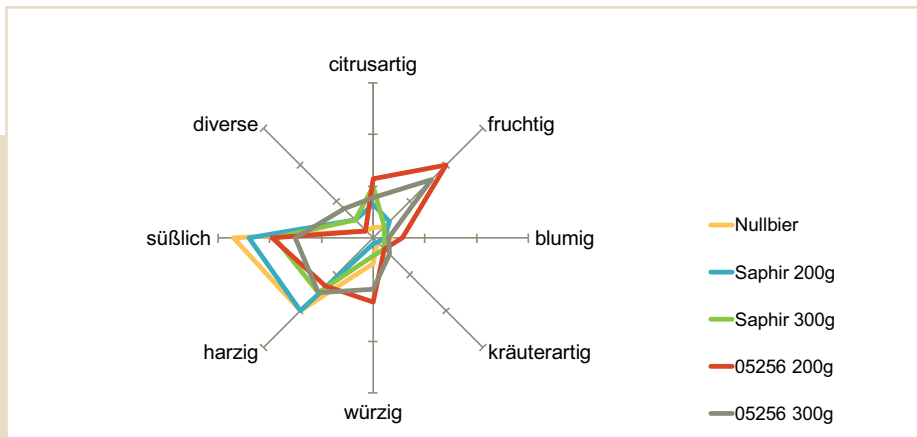 citrusartig
diverse
fruchtig
süßlich
blumig
harzig
kräuterartig
würzig
Nullbier
Saphir 200g
Saphir 300g
05256 200g
05256 300g